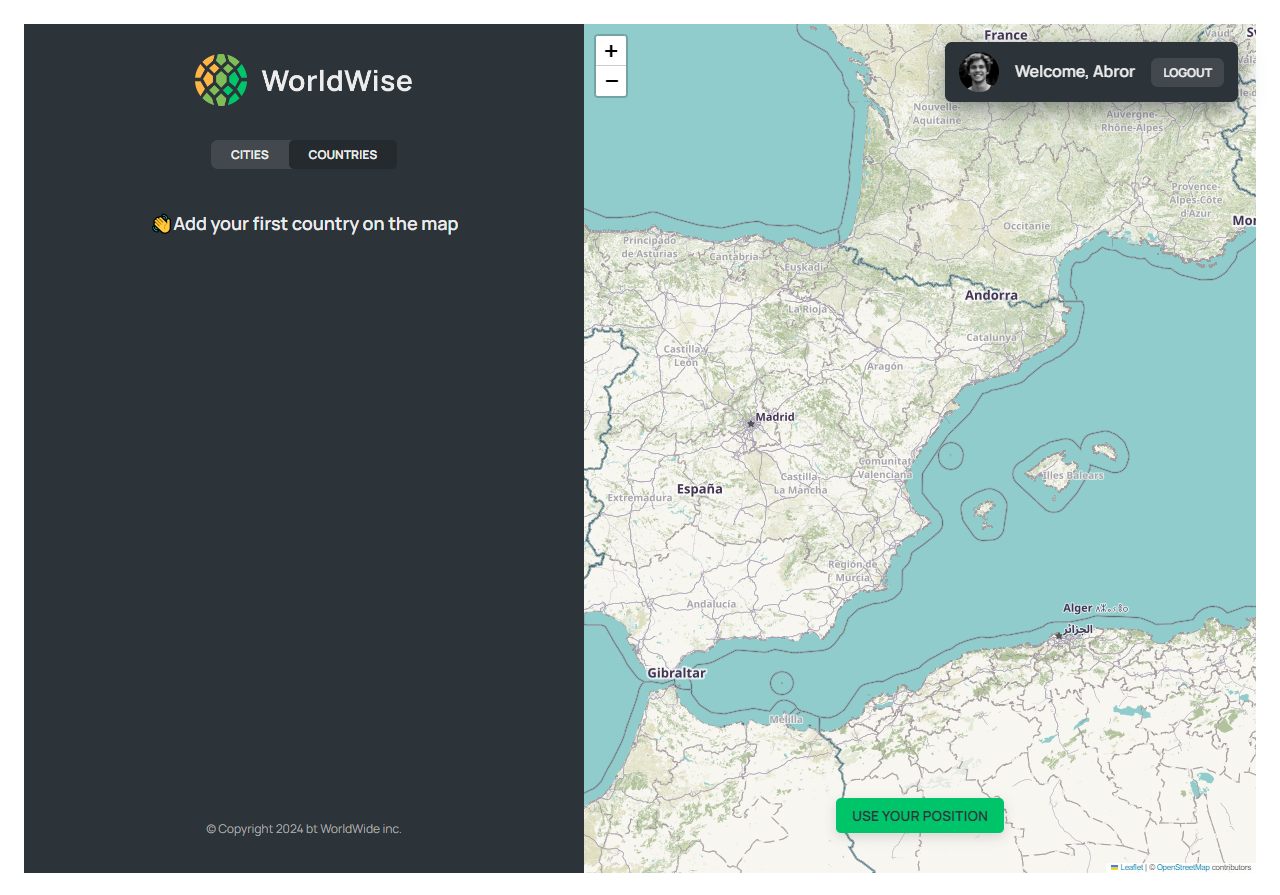 WorldWise
CITIES
COUNTRIES
👋Add your first country on the map
© Copyright 2024 bt WorldWide inc.
+
−
France
Vaud
Welcome, Abror
LOGOUT
Nouvelle-
Aquitaine
Auvergne-
Rhône-Alpes
Provence-
Alpes-Côte
d'Azur
Occitanie
Principado
de Asturias
Cantabria
Euskadi
Andorra
La Rioja
Catalunya
Castilla y
León
Aragón
Madrid
Comunitat
Valenciana
Castilla-
La Mancha
Illes Balears
España
Extremadura
Región de
Murcia
Andalucía
Alger
الجزائر
Gibraltar
Melilla
USE YOUR POSITION
Leaflet | © OpenStreetMap contributors